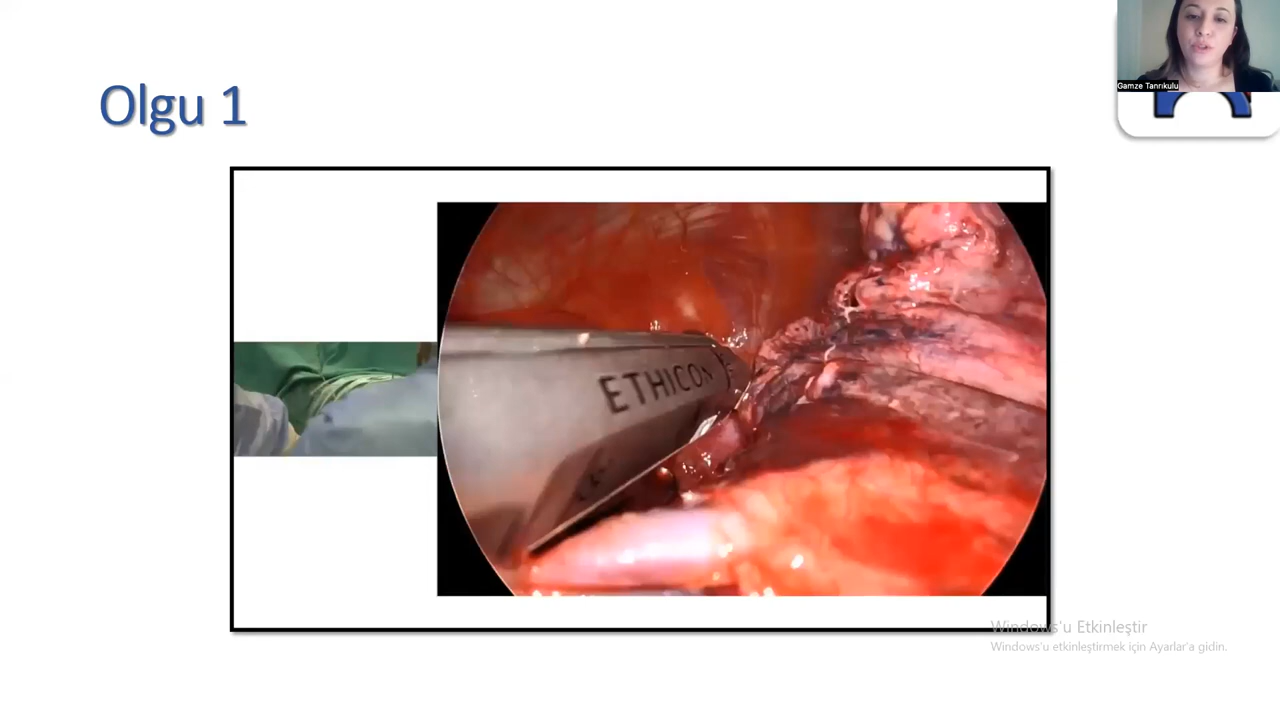 Olgu 1
Gamze Tanrıkulu
ETHICON
Windows'u Etkinleştir
Windows'u etkinleştirmek için Ayarlar'a gidin.